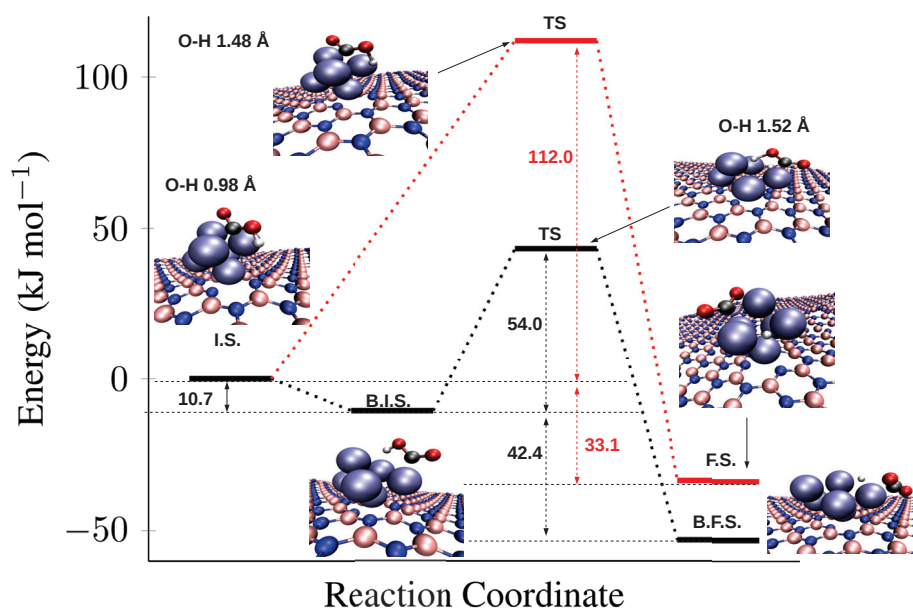 TS
O-H 1.48 Å
100
O-H 1.52 Å
112.0
O-H 0.98 Å
50
TS
Energy (kJ mol⁻¹)
54.0
I.S.
0
10.7
B.I.S.
42.4
33.1
F.S.
−50
B.F.S.
Reaction Coordinate